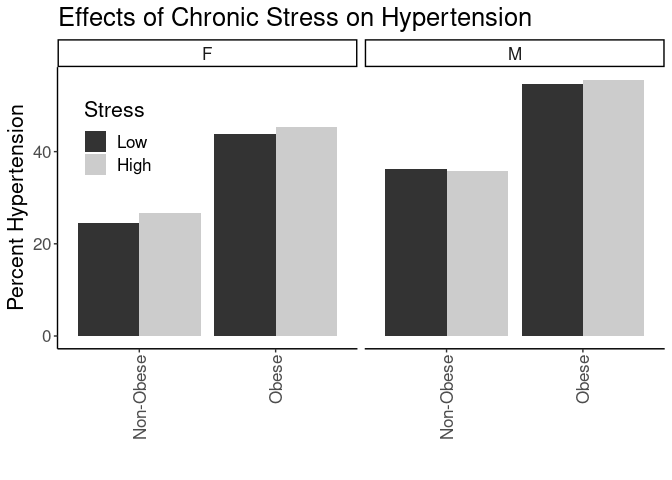 Effects of Chronic Stress on Hypertension
F
M
Percent Hypertension
40
20
0
Stress
Low
High
Non-Obese
Obese
Non-Obese
Obese